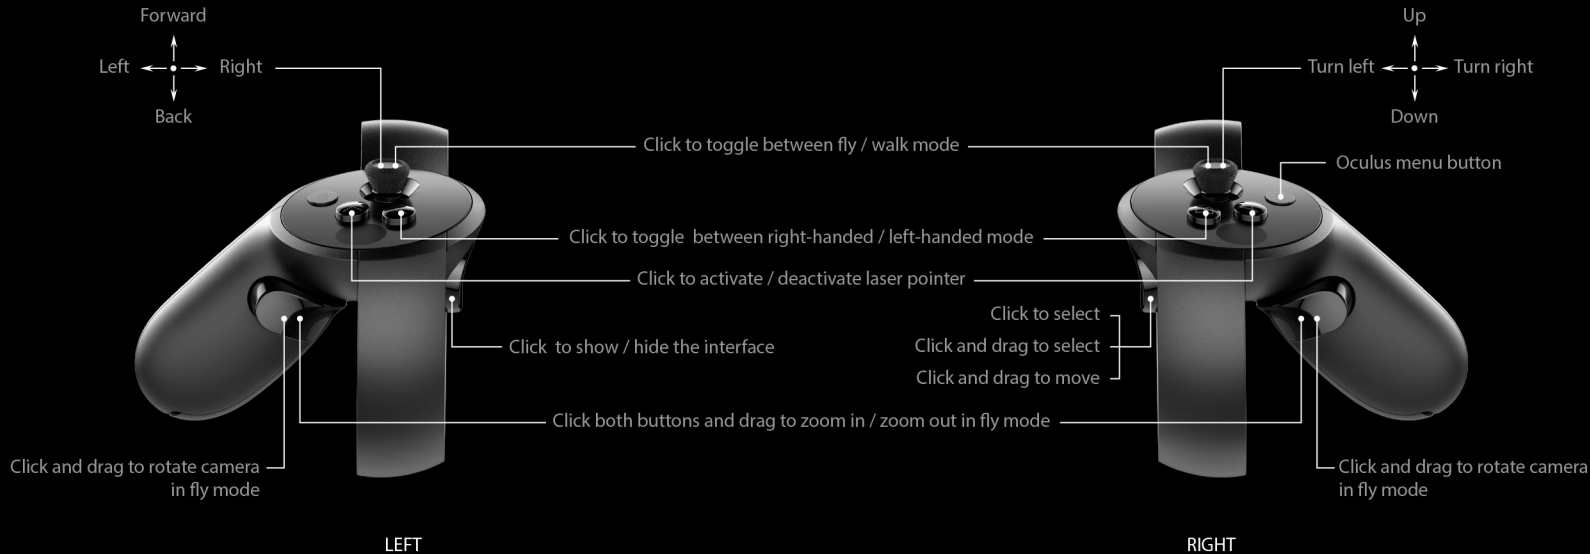 Forward
Left
Right
Back
Up
Turn left
Turn right
Down
Click to toggle between fly / walk mode
Oculus menu button
Click to toggle between right-handed / left-handed mode
Click to activate / deactivate laser pointer
Click to select
Click to show / hide the interface
Click and drag to select
Click and drag to move
Click both buttons and drag to zoom in / zoom out in fly mode
Click and drag to rotate camera
in fly mode
Click and drag to rotate camera
in fly mode
LEFT
RIGHT